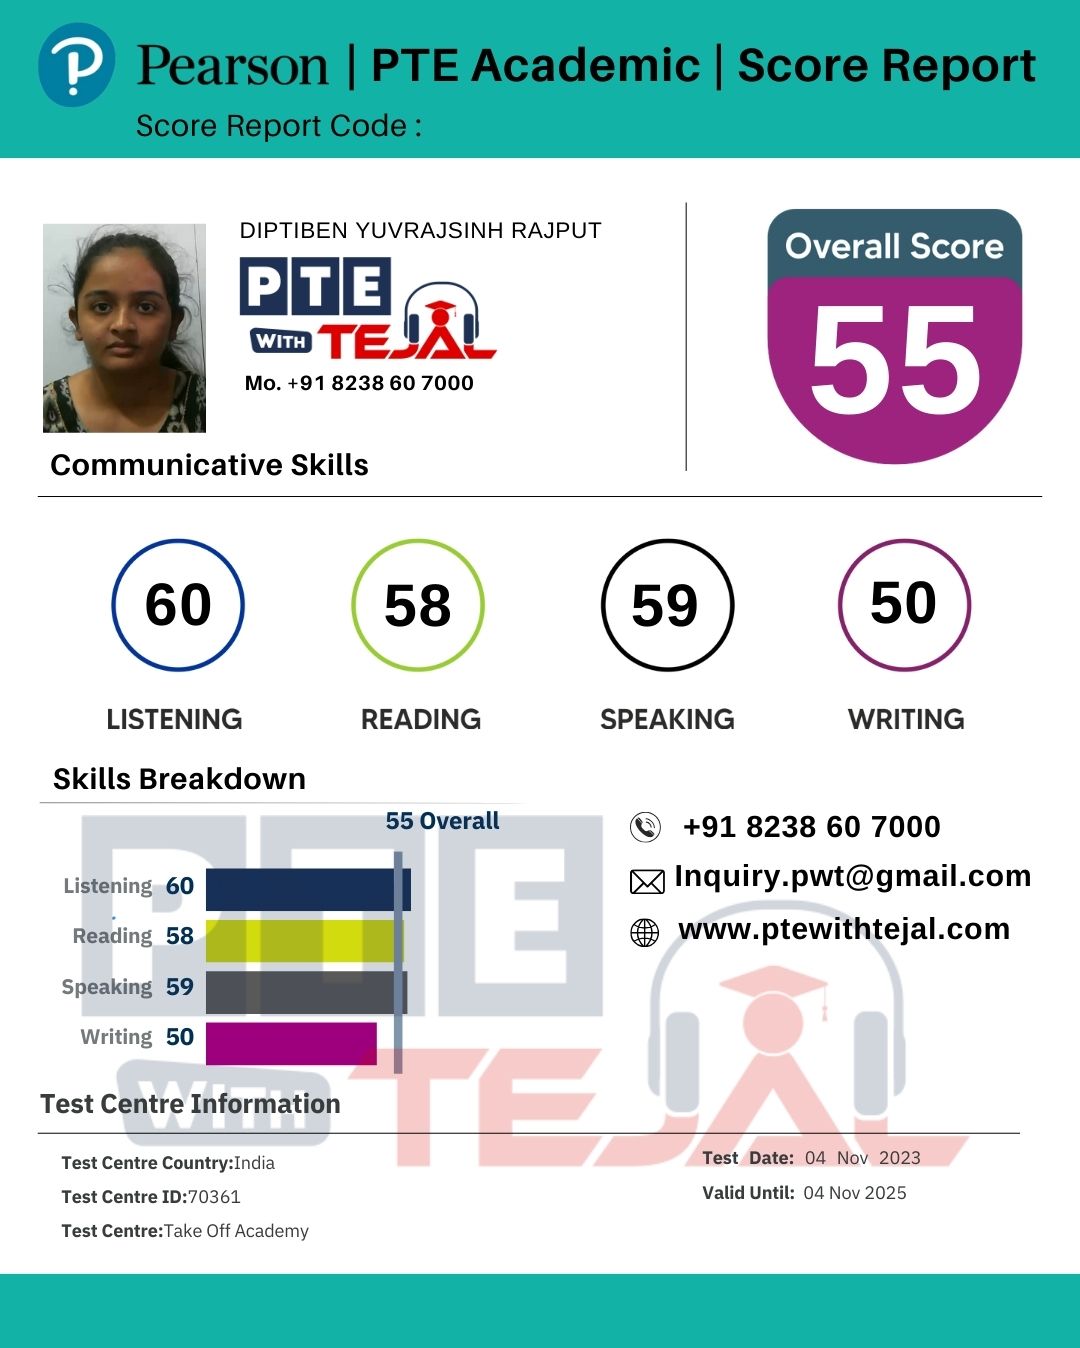 Pearson | PTE Academic | Score Report
Score Report Code :
DIPTIBEN YUVRAJSINH RAJPUT
PTE
WITH TEJAL
Mo. +91 8238 60 7000
Overall Score
55
Communicative Skills
60 58 59 50
LISTENING READING SPEAKING WRITING
Skills Breakdown
55 Overall
Listening 60
Reading 58
Speaking 59
Writing 50
+91 8238 60 7000
Inquiry.pwt@gmail.com
www.ptewithtejal.com
PTE
WITH TEJAL
Test Centre Information
Test Centre Country:India
Test Centre ID:70361
Test Centre:Take Off Academy
Test Date: 04 Nov 2023
Valid Until: 04 Nov 2025